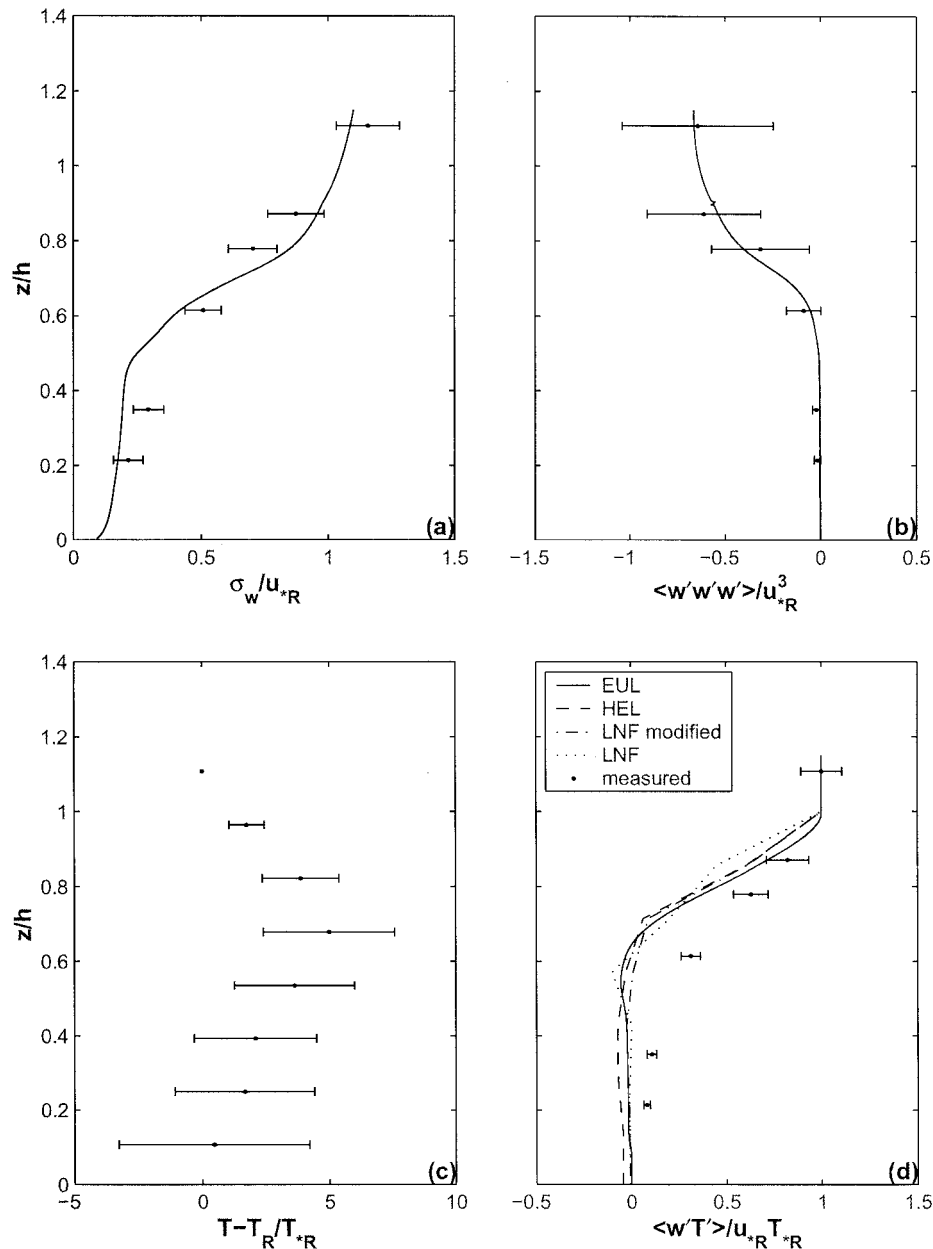 1.4
1.2
1
0.8
0.6
0.4
0.2
0
z/h
0
0.5
1
1.5
σw/u*R
(a)
−1.5
−1
−0.5
0
0.5
<w'w'w'>/u³*R
(b)
1.4
1.2
1
0.8
0.6
0.4
0.2
0
z/h
−5
0
5
10
T−TR/T*R
(c)
EUL
HEL
LNF modified
LNF
measured
−0.5
0
0.5
1
1.5
<w'T'>/u*RT*R
(d)